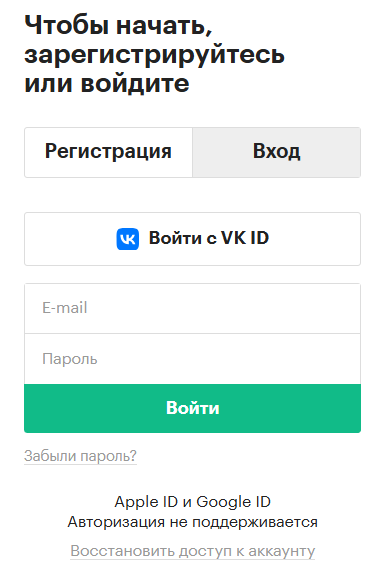 Чтобы начать,
зарегистрируйтесь
или войдите
Регистрация Вход
Войти с VK ID
E-mail
Пароль
Войти
Забыли пароль?
Apple ID и Google ID
Авторизация не поддерживается
Восстановить доступ к аккаунту